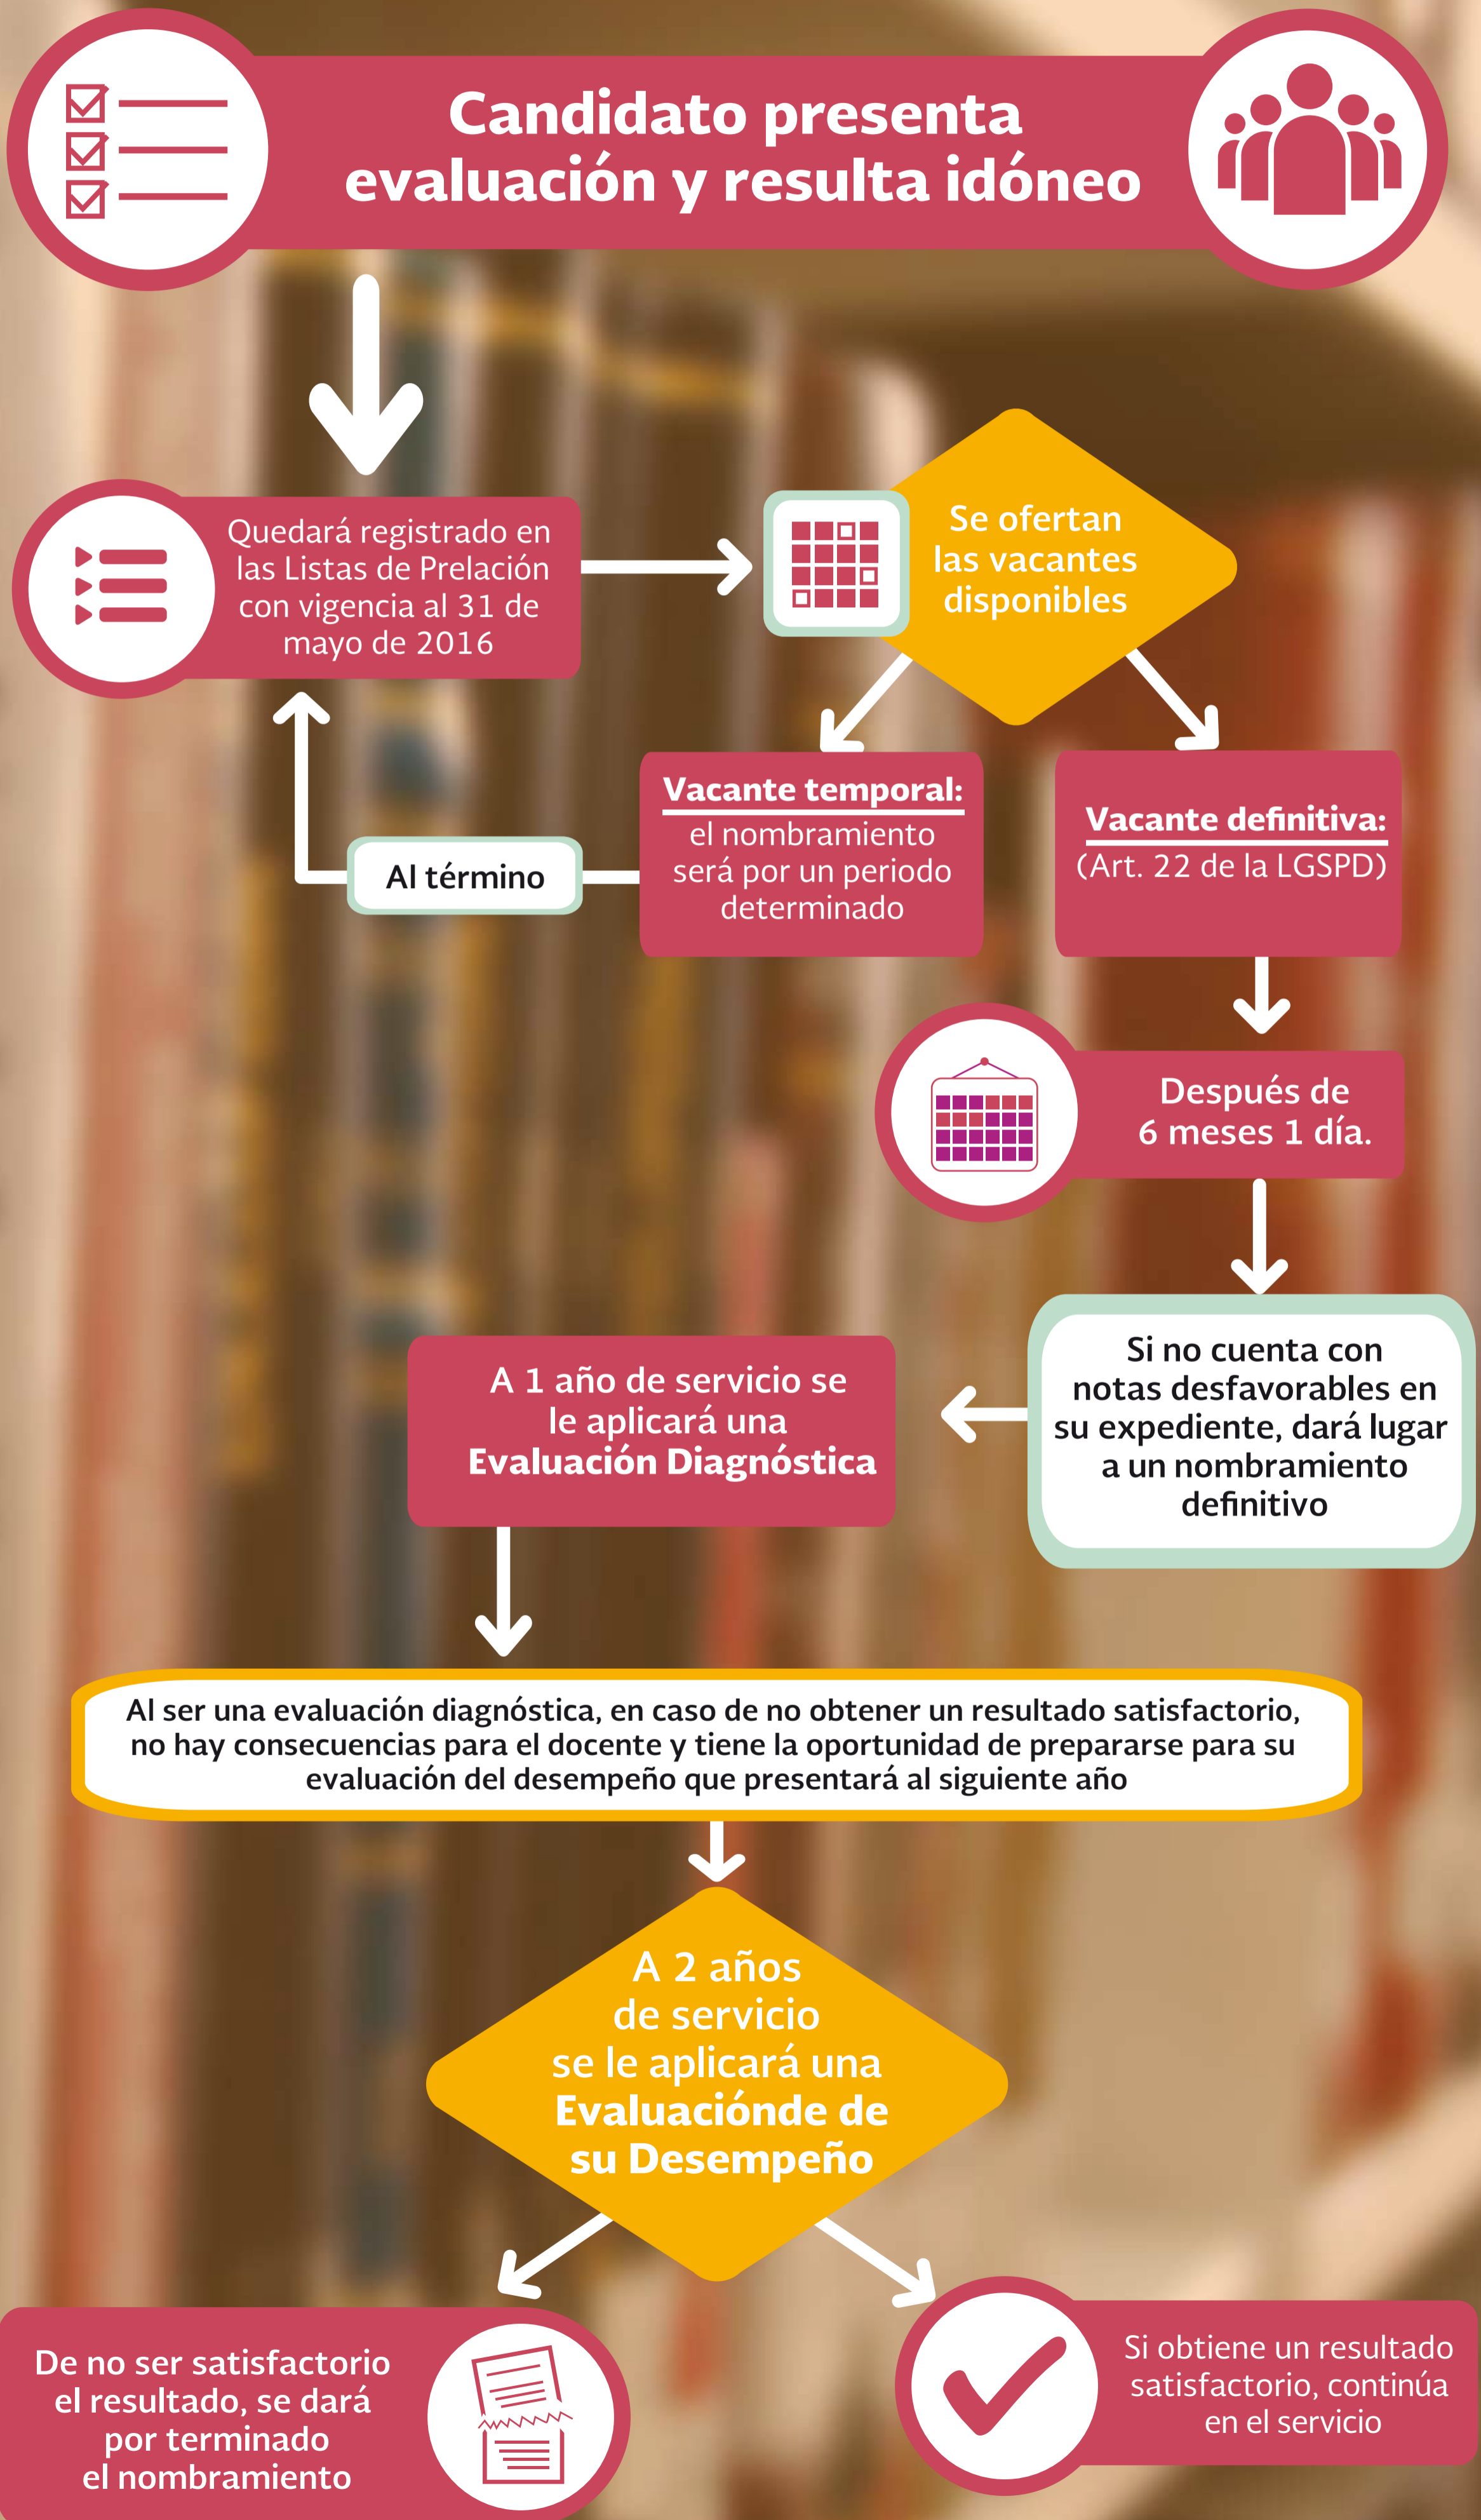 Candidato presenta
evaluación y resulta idóneo
Quedará registrado en
las Listas de Prelación
con vigencia al 31 de
mayo de 2016
Se ofertan
las vacantes
disponibles
Vacante temporal:
el nombramiento
será por un periodo
determinado
Al término
Vacante definitiva:
(Art. 22 de la LGSPD)
Después de
6 meses 1 día.
Si no cuenta con
notas desfavorables en
su expediente, dará lugar
a un nombramiento
definitivo
A 1 año de servicio se
le aplicará una
Evaluación Diagnóstica
Al ser una evaluación diagnóstica, en caso de no obtener un resultado satisfactorio,
no hay consecuencias para el docente y tiene la oportunidad de prepararse para su
evaluación del desempeño que presentará al siguiente año
A 2 años
de servicio
se le aplicará una
Evaluaciónde de
su Desempeño
De no ser satisfactorio
el resultado, se dará
por terminado
el nombramiento
Si obtiene un resultado
satisfactorio, continúa
en el servicio